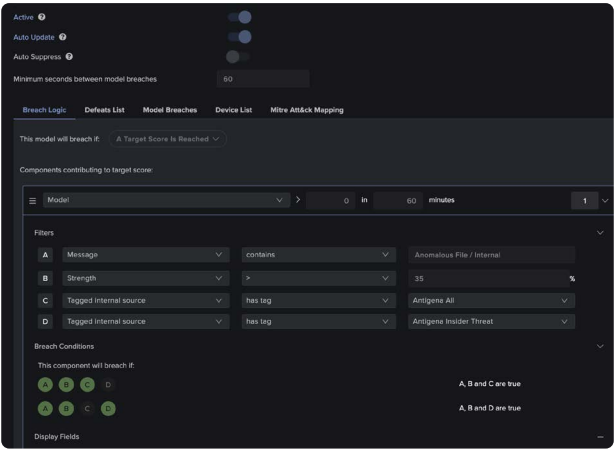 Active ?
Auto Update ?
Auto Suppress ?
Minimum seconds between model breaches 60
Breach Logic Defeats List Model Breaches Device List Mitre Att&ck Mapping
This model will breach if: A Target Score Is Reached
Components contributing to target score:
Model > 0 in 60 minutes 1
Filters
A Message contains Anomalous File / Internal
B Strength > 35 %
C Tagged internal source has tag Antigena All
D Tagged internal source has tag Antigena Insider Threat
Breach Conditions
This component will breach if:
A B C D A, B and C are true
A B C D A, B and D are true
Display Fields